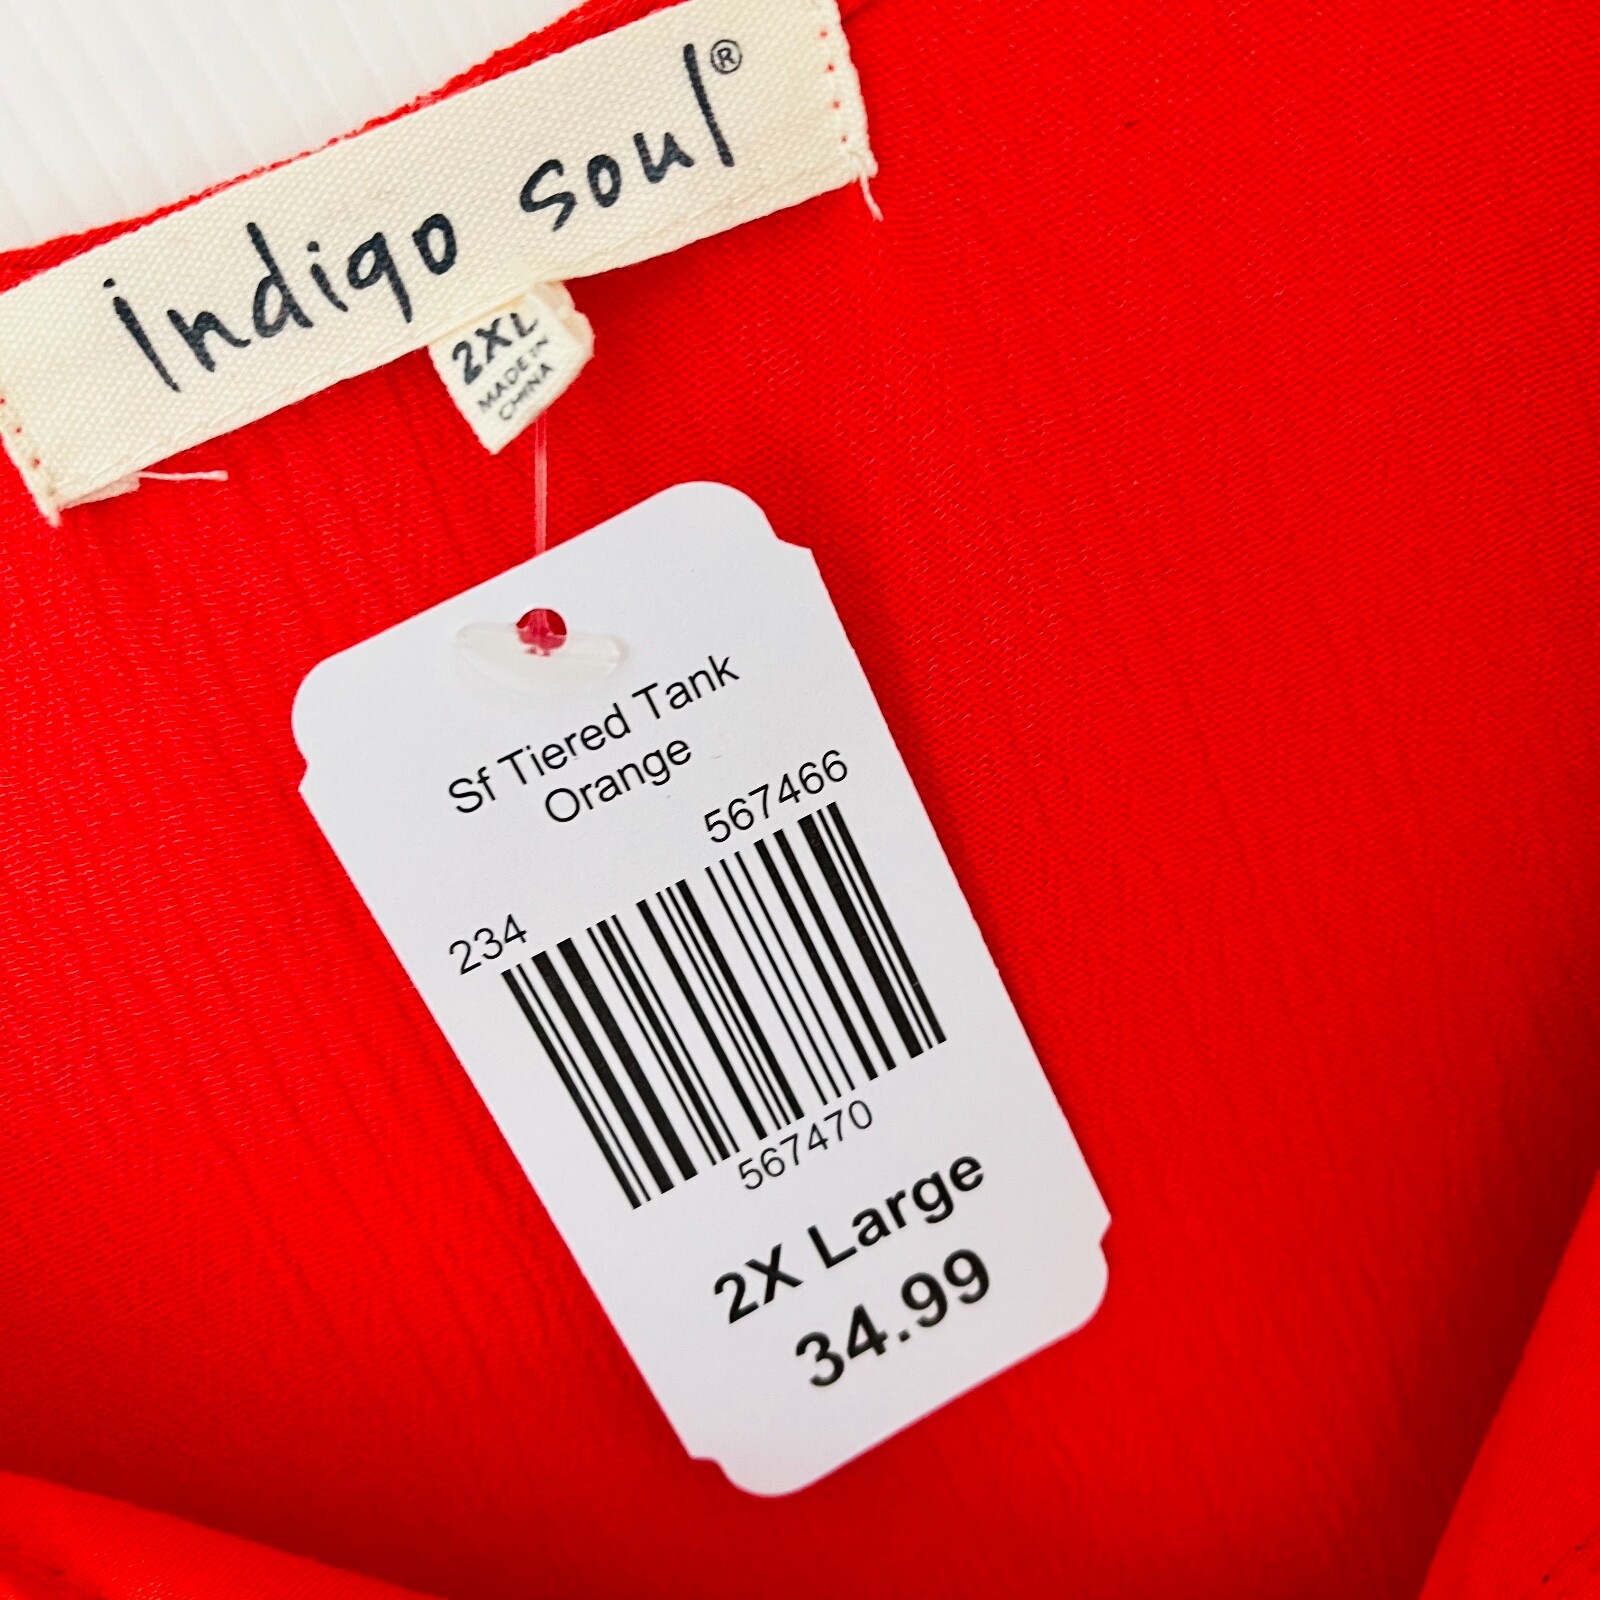 indigo soul®
2XL
MADE IN
CHINA
Sf Tiered Tank
Orange
567466
234
567470
2X Large
34.99